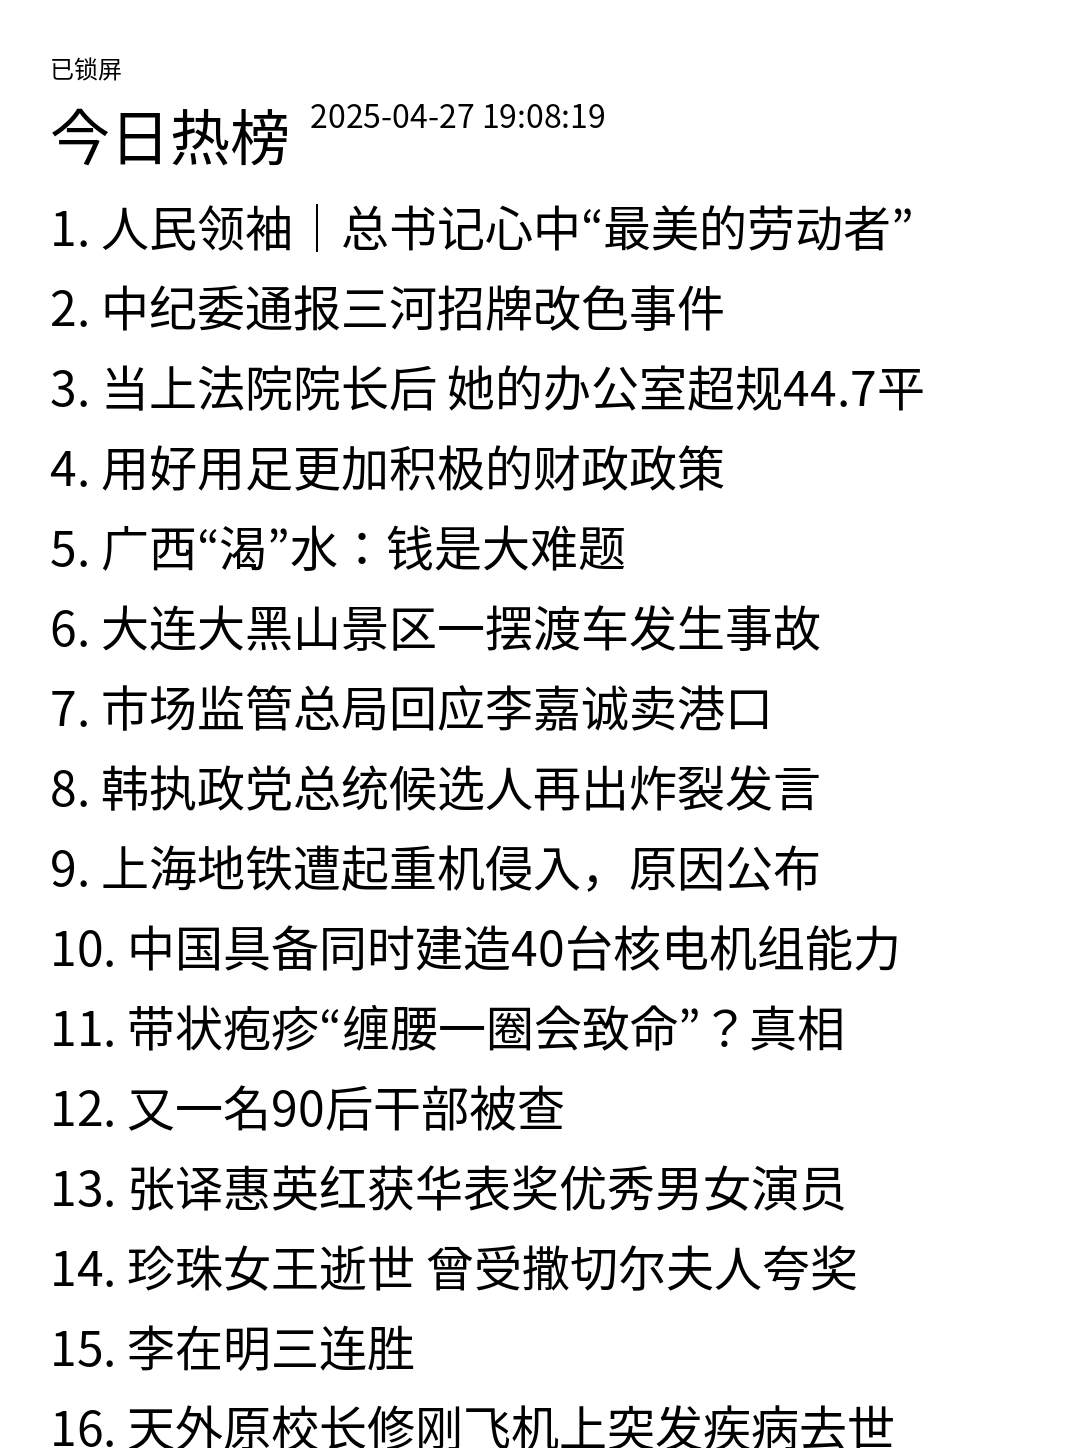 已锁屏
今日热榜 2025-04-27 19:08:19
1. 人民领袖｜总书记心中“最美的劳动者”
2. 中纪委通报三河招牌改色事件
3. 当上法院院长后 她的办公室超规44.7平
4. 用好用足更加积极的财政政策
5. 广西“渴”水：钱是大难题
6. 大连大黑山景区一摆渡车发生事故
7. 市场监管总局回应李嘉诚卖港口
8. 韩执政党总统候选人再出炸裂发言
9. 上海地铁遭起重机侵入，原因公布
10. 中国具备同时建造40台核电机组能力
11. 带状疱疹“缠腰一圈会致命”？真相
12. 又一名90后干部被查
13. 张译惠英红获华表奖优秀男女演员
14. 珍珠女王逝世 曾受撒切尔夫人夸奖
15. 李在明三连胜
16. 天外原校长修刚飞机上突发疾病去世